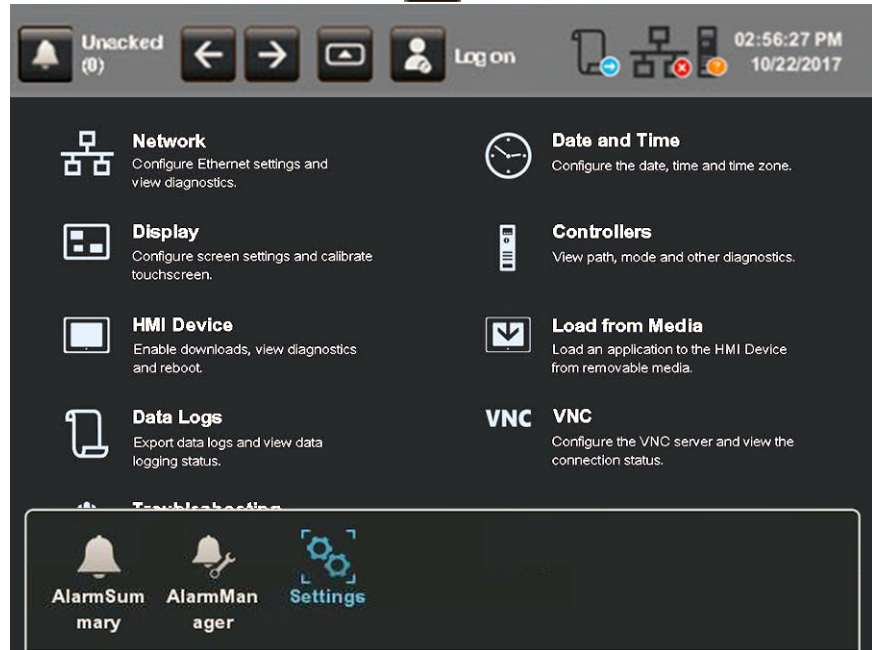 Unacked
(0)
Log on
02:56:27 PM
10/22/2017
Network
Configure Ethernet settings and
view diagnostics.
Date and Time
Configure the date, time and time zone.
Display
Configure screen settings and calibrate
touchscreen.
Controllers
View path, mode and other diagnostics.
HMI Device
Enable downloads, view diagnostics
and reboot.
Load from Media
Load an application to the HMI Device
from removable media.
Data Logs
Export data logs and view data
logging status.
VNC
VNC
Configure the VNC server and view the
connection status.
Troubleshooting
AlarmSum
mary
AlarmMan
ager
Settings